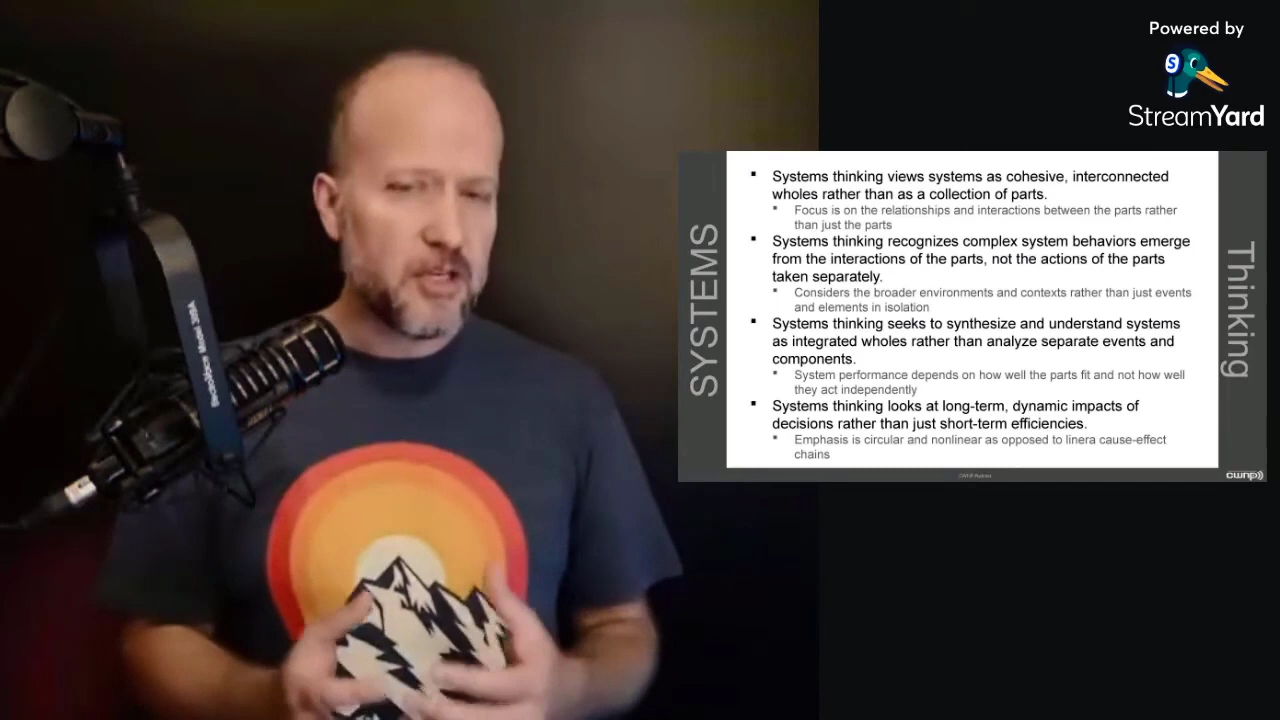 Powered by
StreamYard
SYSTEMS
Systems thinking views systems as cohesive, interconnected
wholes rather than as a collection of parts.
Focus is on the relationships and interactions between the parts rather
than just the parts
Systems thinking recognizes complex system behaviors emerge
from the interactions of the parts, not the actions of the parts
taken separately.
Considers the broader environments and contexts rather than just events
and elements in isolation
Systems thinking seeks to synthesize and understand systems
as integrated wholes rather than analyze separate events and
components.
System performance depends on how well the parts fit and not how well
they act independently
Systems thinking looks at long-term, dynamic impacts of
decisions rather than just short-term efficiencies.
Emphasis is circular and nonlinear as opposed to linera cause-effect
chains
Thinking
cwnp